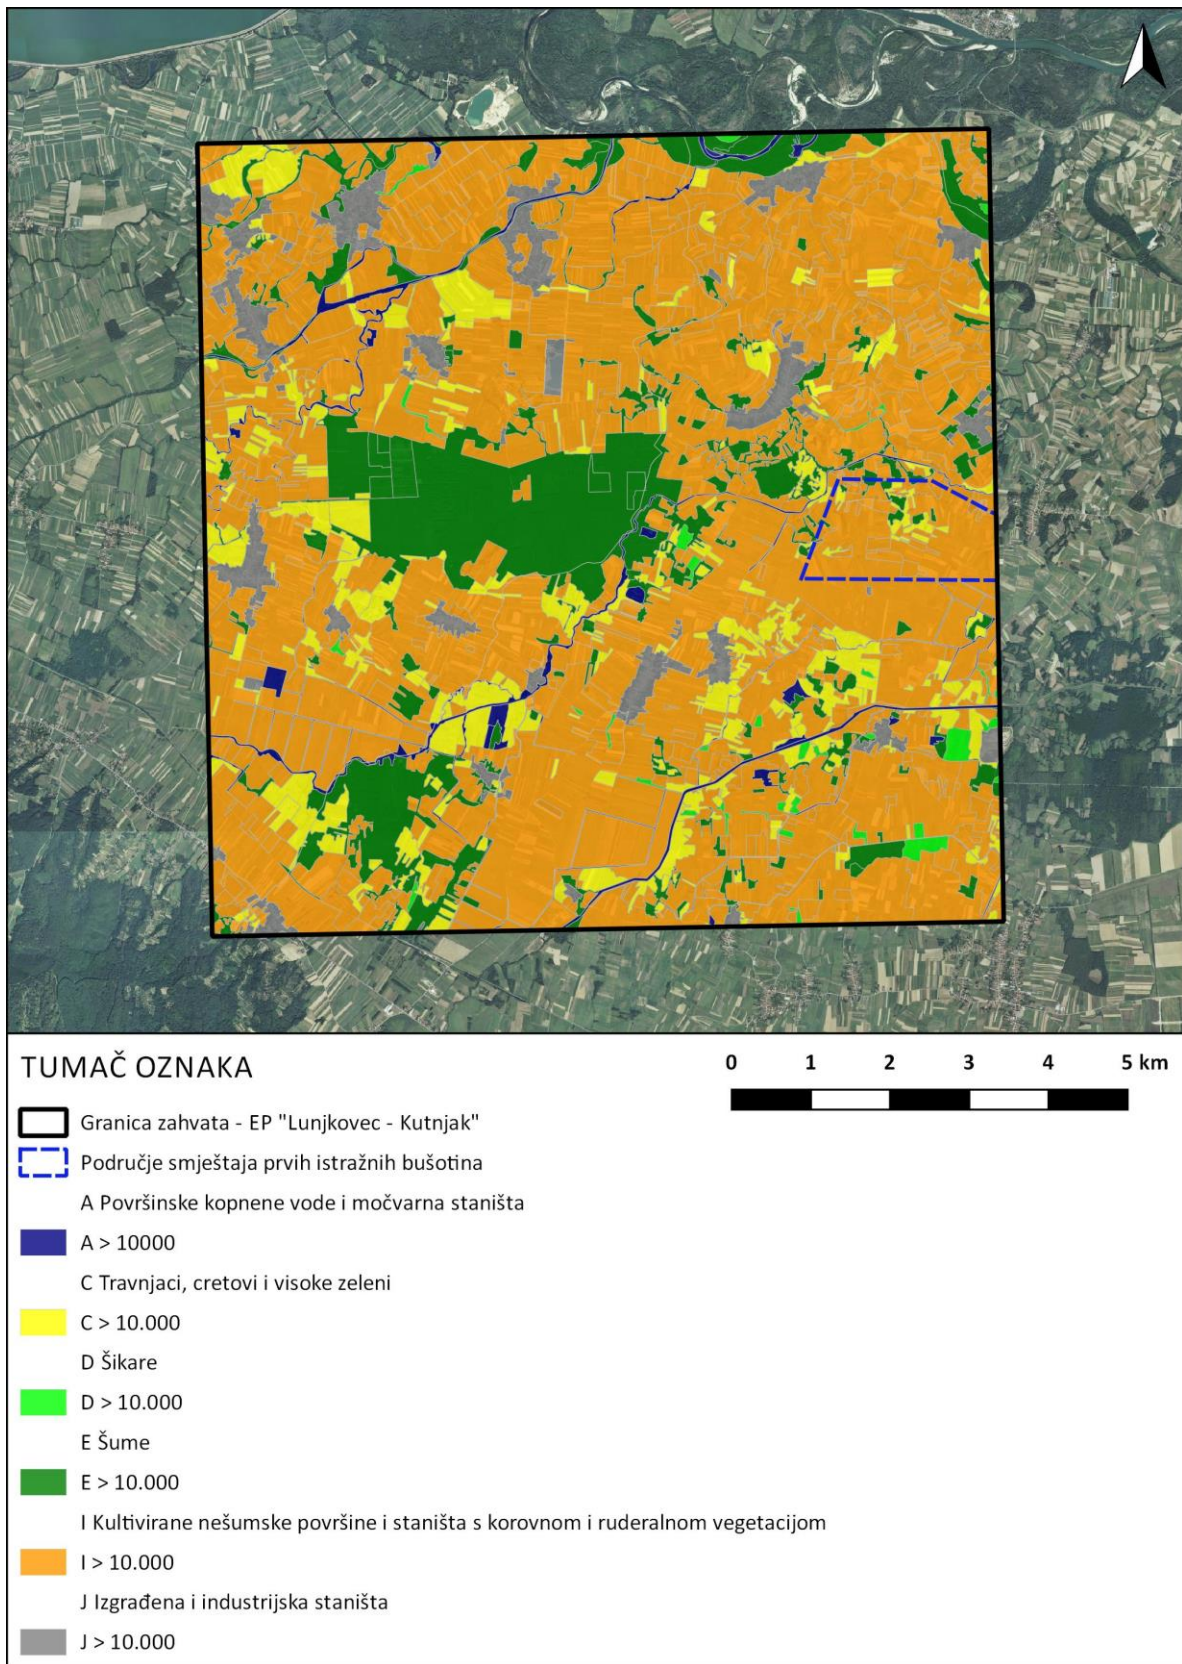 TUMAČ OZNAKA
0 1 2 3 4 5 km
Granica zahvata - EP "Lunjkovec - Kutnjak"
Područje smještaja prvih istražnih bušotina
A Površinske kopnene vode i močvarna staništa
A > 10000
C Travnjaci, cretovi i visoke zeleni
C > 10.000
D Šikare
D > 10.000
E Šume
E > 10.000
I Kultivirane nešumske površine i staništa s korovnom i ruderalnom vegetacijom
I > 10.000
J Izgrađena i industrijska staništa
J > 10.000